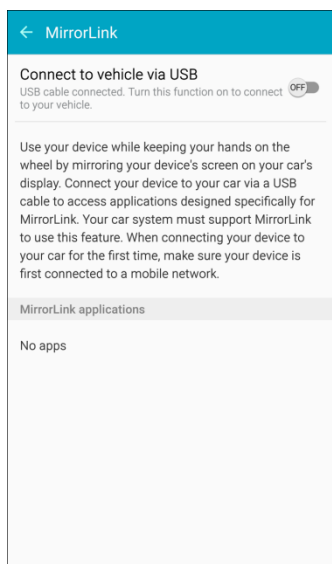 MirrorLink
Connect to vehicle via USB
USB cable connected. Turn this function on to connect
to your vehicle.
OFF
Use your device while keeping your hands on the
wheel by mirroring your device's screen on your car's
display. Connect your device to your car via a USB
cable to access applications designed specifically for
MirrorLink. Your car system must support MirrorLink
to use this feature. When connecting your device to
your car for the first time, make sure your device is
first connected to a mobile network.
MirrorLink applications
No apps